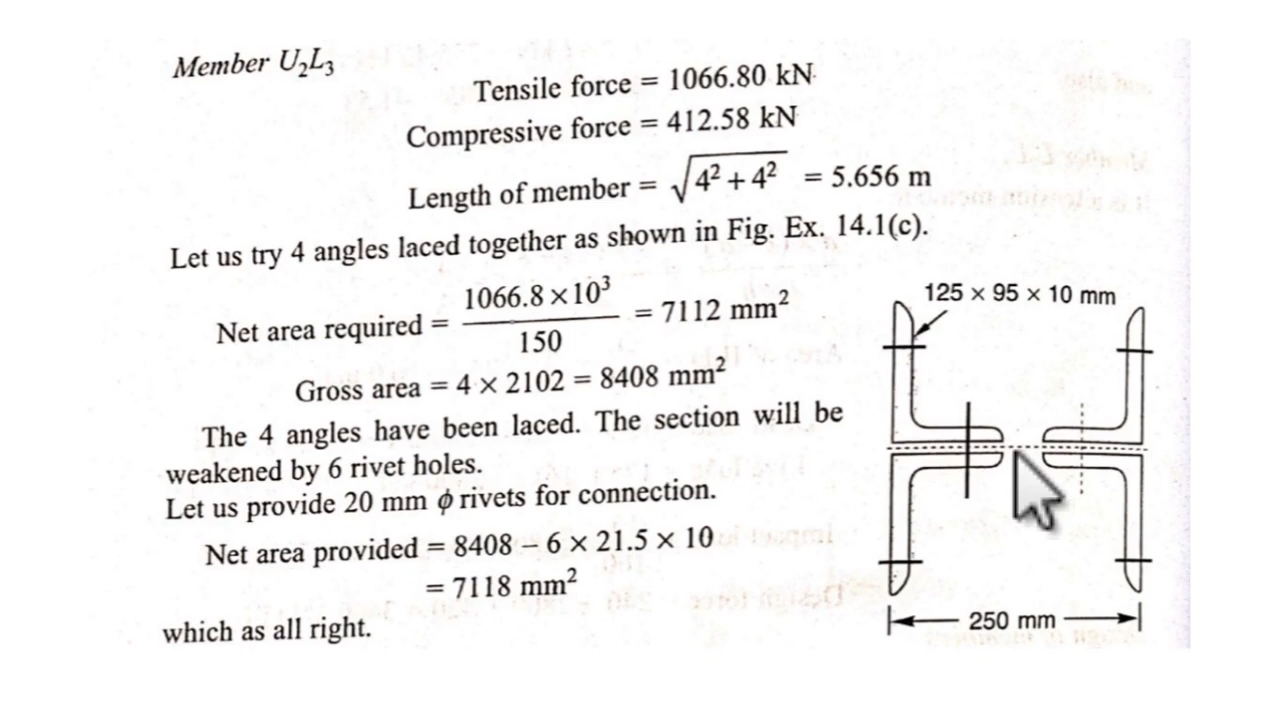 Member U₂L₃
Tensile force = 1066.80 kN
Compressive force = 412.58 kN
Length of member = √(4² + 4²) = 5.656 m
Let us try 4 angles laced together as shown in Fig. Ex. 14.1(c).
Net area required = (1066.8 × 10³)/150 = 7112 mm²
Gross area = 4 × 2102 = 8408 mm²
The 4 angles have been laced. The section will be
weakened by 6 rivet holes.
Let us provide 20 mm ϕ rivets for connection.
Net area provided = 8408 – 6 × 21.5 × 10
= 7118 mm²
which as all right.
125 × 95 × 10 mm
250 mm